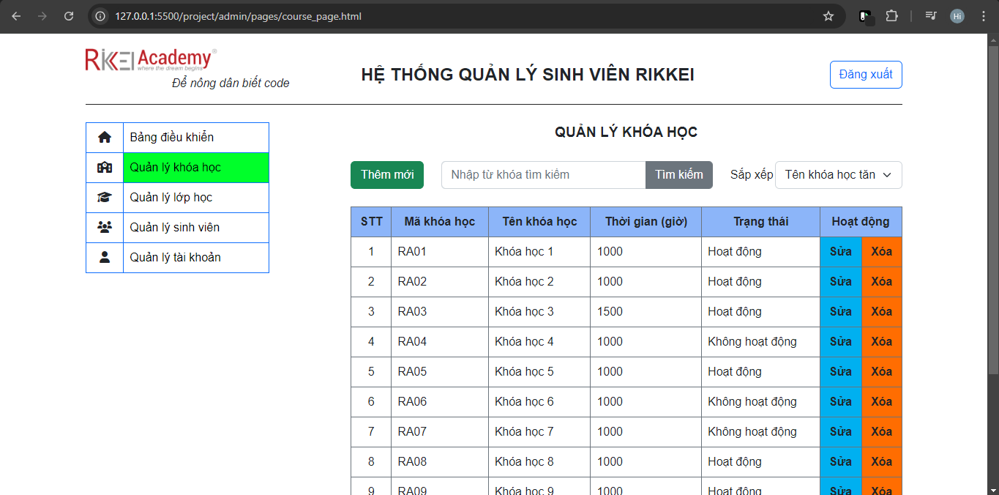 127.0.0.1:5500/project/admin/pages/course_page.html
Hi
RIKKEI Academy®
where the dream begins
Để nông dân biết code
HỆ THỐNG QUẢN LÝ SINH VIÊN RIKKEI
Đăng xuất
Bảng điều khiển
Quản lý khóa học
Quản lý lớp học
Quản lý sinh viên
Quản lý tài khoản
QUẢN LÝ KHÓA HỌC
Thêm mới Nhập từ khóa tìm kiếm Tìm kiếm Sắp xếp Tên khóa học tăn
STT Mã khóa học Tên khóa học Thời gian (giờ) Trạng thái Hoạt động
1 RA01 Khóa học 1 1000 Hoạt động Sửa Xóa
2 RA02 Khóa học 2 1000 Hoạt động Sửa Xóa
3 RA03 Khóa học 3 1500 Hoạt động Sửa Xóa
4 RA04 Khóa học 4 1000 Không hoạt động Sửa Xóa
5 RA05 Khóa học 5 1000 Hoạt động Sửa Xóa
6 RA06 Khóa học 6 1000 Không hoạt động Sửa Xóa
7 RA07 Khóa học 7 1000 Không hoạt động Sửa Xóa
8 RA08 Khóa học 8 1000 Hoạt động Sửa Xóa
9 RA09 Khóa học 9 1000 Hoạt động Sửa Xóa